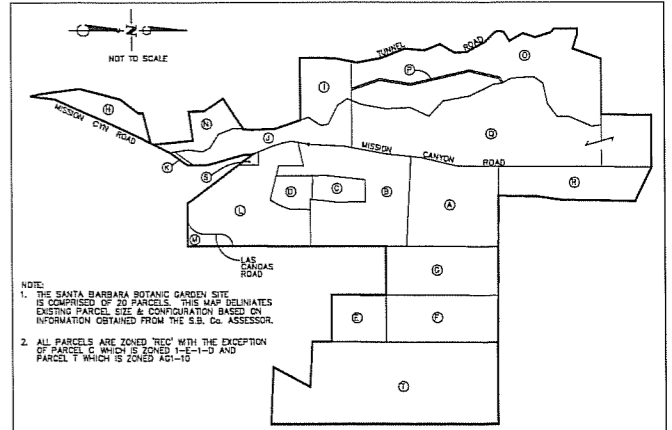 N
NOT TO SCALE
TUNNEL ROAD
O
P
I
H
MISSION CYN ROAD
N
J
Q
K
S
MISSION CANYON ROAD
R
D
C
B
A
L
M
LAS
CANOAS
ROAD
G
E
F
T
NOTE:
1. THE SANTA BARBARA BOTANIC GARDEN SITE
IS COMPRISED OF 20 PARCELS. THIS MAP DELINIATES
EXISTING PARCEL SIZE & CONFIGURATION BASED ON
INFORMATION OBTAINED FROM THE S.B. Co. ASSESSOR.
2. ALL PARCELS ARE ZONED 'REC' WITH THE EXCEPTION
OF PARCEL C WHICH IS ZONED 1-E-1-D AND
PARCEL T WHICH IS ZONED AG1-10